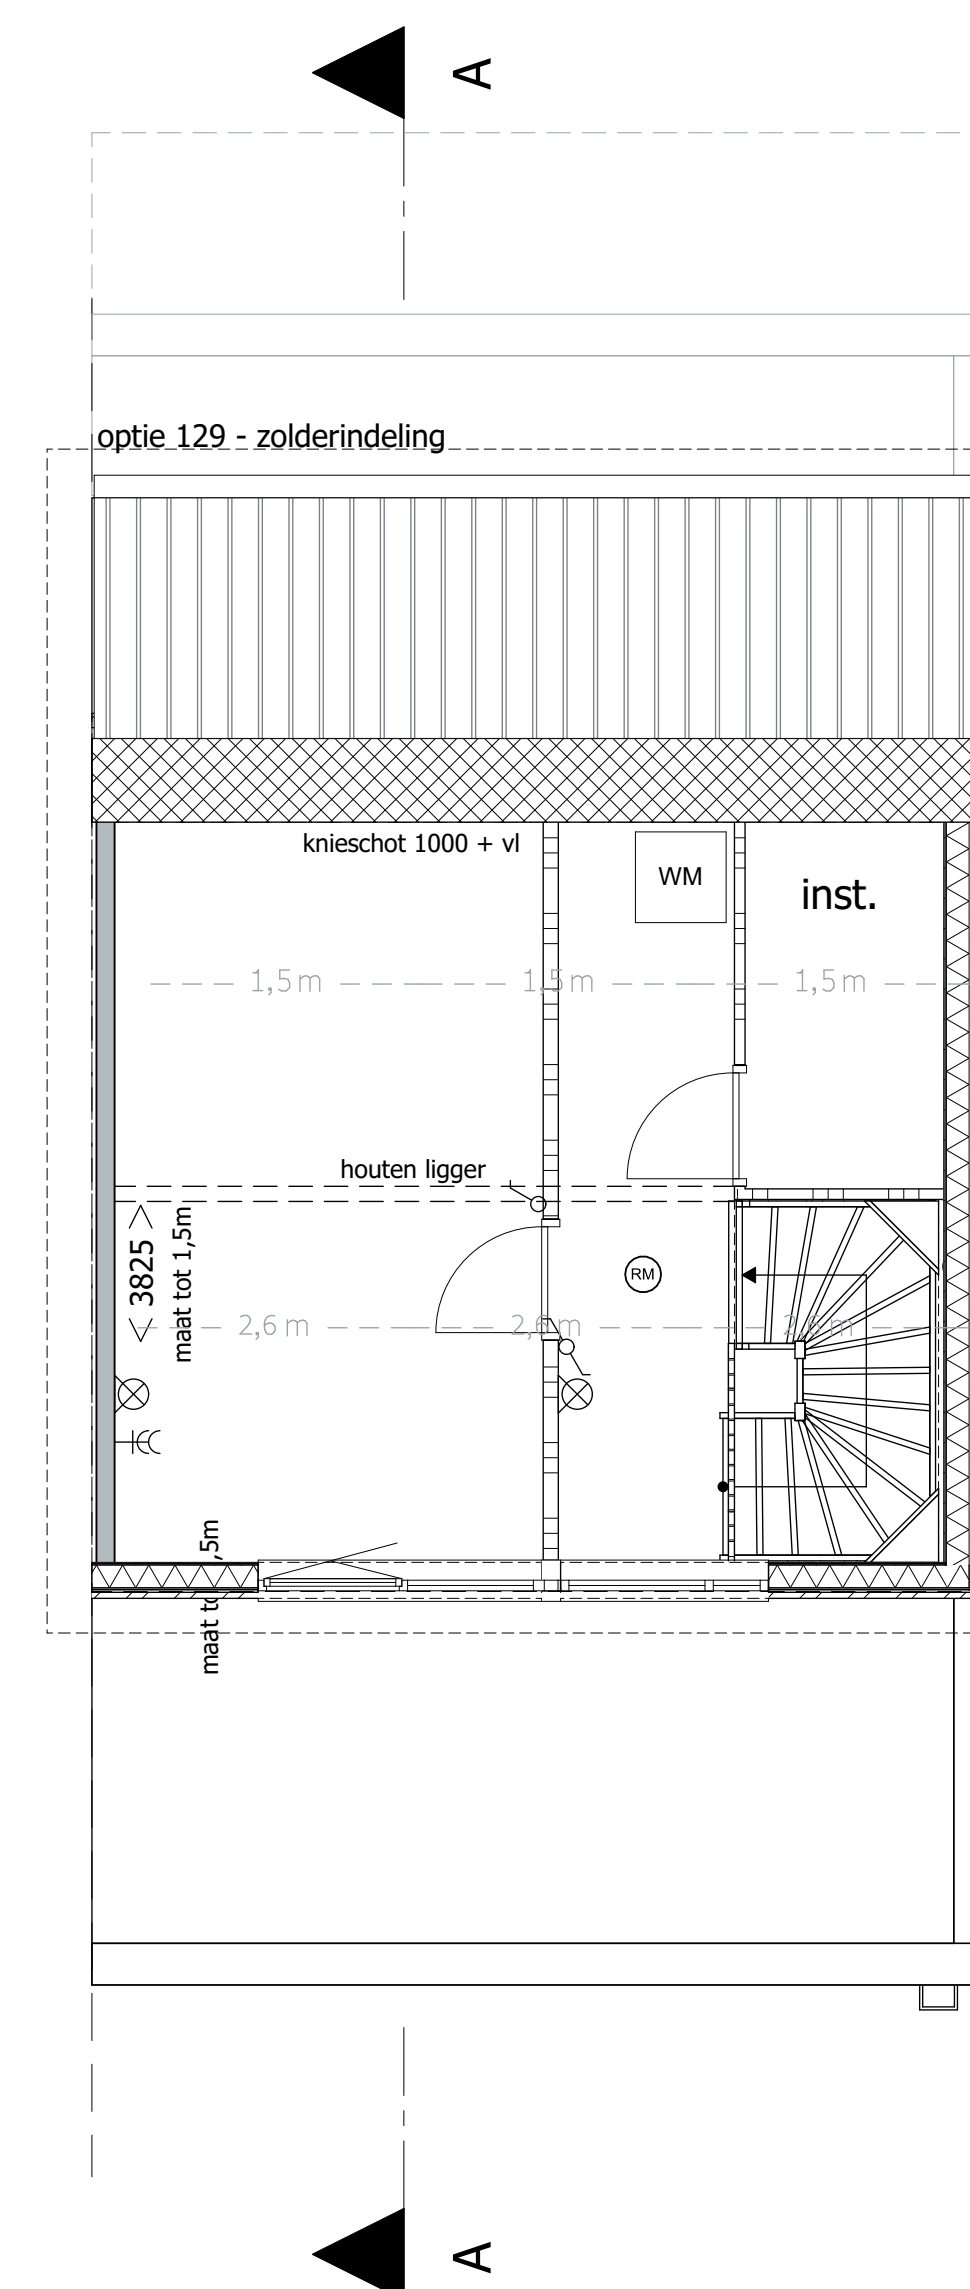 A
optie 129 - zolderindeling
knieschot 1000 + vl
WM
inst.
1,5 m
1,5 m
1,5 m
houten ligger
< 3825 >
maat tot 1,5m
RM
2,6 m
2,6 m
2,6 m
maat to ,5m
A